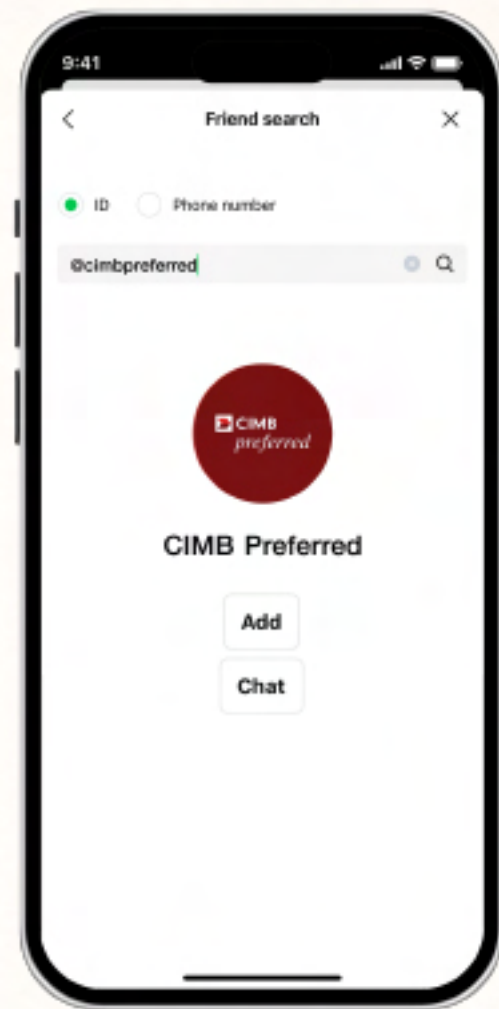 9:41
Friend search
ID Phone number
@cimbpreferred
CIMB
preferred
CIMB Preferred
Add
Chat